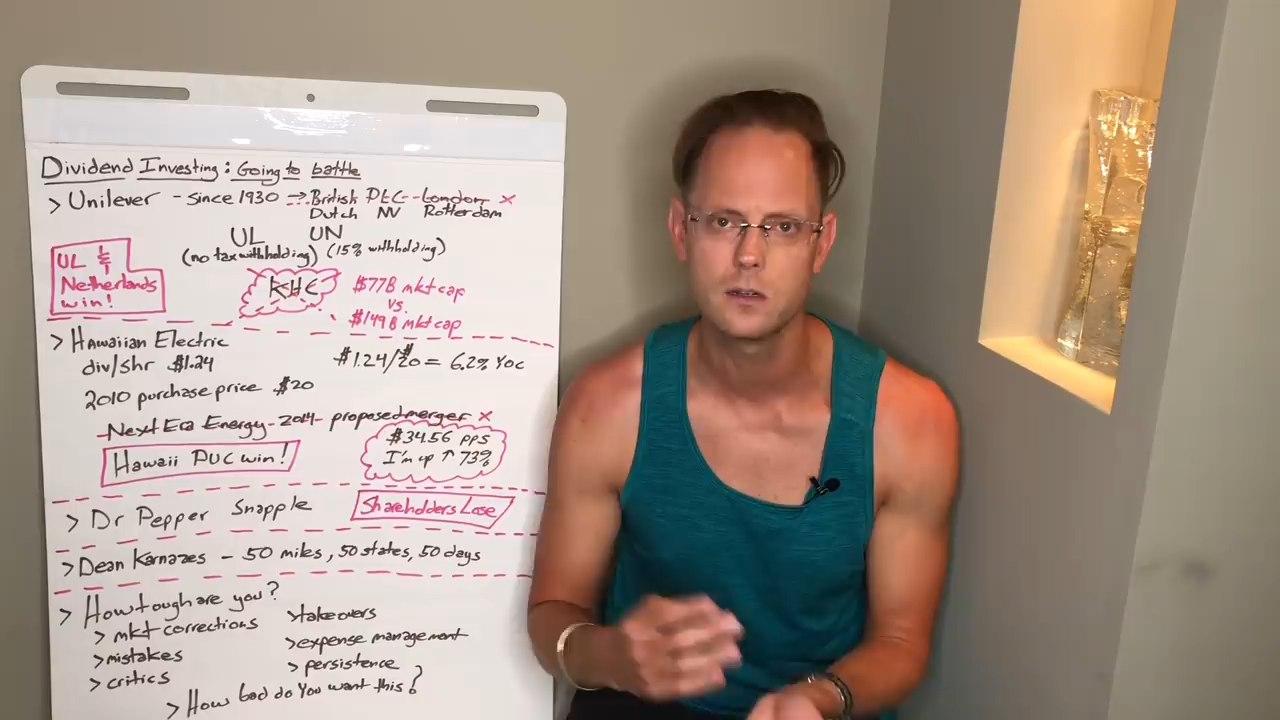 Dividend Investing: Going to battle
> Unilever - since 1930 => British PLC - London x
Dutch NV Rotterdam
UL UN
(no tax withholding) (15% withholding)
UL &
Netherlands
win!
KHC
$77B mkt cap
vs.
$149B mkt cap
> Hawaiian Electric
div/shr $1.24
$1.24/$20 = 6.2% YOC
2010 purchase price $20
- Next Era Energy - 2014 - proposed merger x
Hawaii PUC win!
$34.56 pps
I'm up ↑ 73%
> Dr Pepper Snapple
Shareholders Lose
> Dean Karnazes - 50 miles, 50 states, 50 days
> How tough are you?
> mkt corrections
> mistakes
> critics
> takeovers
> expense management
> persistence
> How bad do you want this?